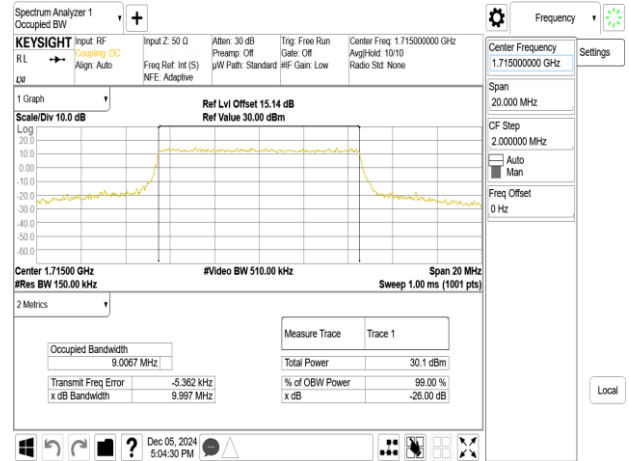 Spectrum Analyzer 1
Occupied BW
Frequency
KEYSIGHT
Input: RF
Coupling: DC
Align: Auto
RL
LXI
Input Z: 50 Ω
Freq Ref: Int (S)
NFE: Adaptive
Atten: 30 dB
Preamp: Off
µW Path: Standard
Trig: Free Run
Gate: Off
#IF Gain: Low
Center Freq: 1.715000000 GHz
Avg|Hold: 10/10
Radio Std: None
Center Frequency
1.715000000 GHz
Settings
Span
20.000 MHz
CF Step
2.000000 MHz
Auto
Man
Freq Offset
0 Hz
Local
1 Graph
Scale/Div 10.0 dB
Ref Lvl Offset 15.14 dB
Ref Value 30.00 dBm
Log
20.0
10.0
0.00
-10.0
-20.0
-30.0
-40.0
-50.0
-60.0
Center 1.71500 GHz
#Video BW 510.00 kHz
Span 20 MHz
#Res BW 150.00 kHz
Sweep 1.00 ms (1001 pts)
2 Metrics
Measure Trace
Trace 1
Occupied Bandwidth
9.0067 MHz
Total Power
30.1 dBm
Transmit Freq Error
-5.362 kHz
% of OBW Power
99.00 %
x dB Bandwidth
9.997 MHz
x dB
-26.00 dB
?
Dec 05, 2024
5:04:30 PM